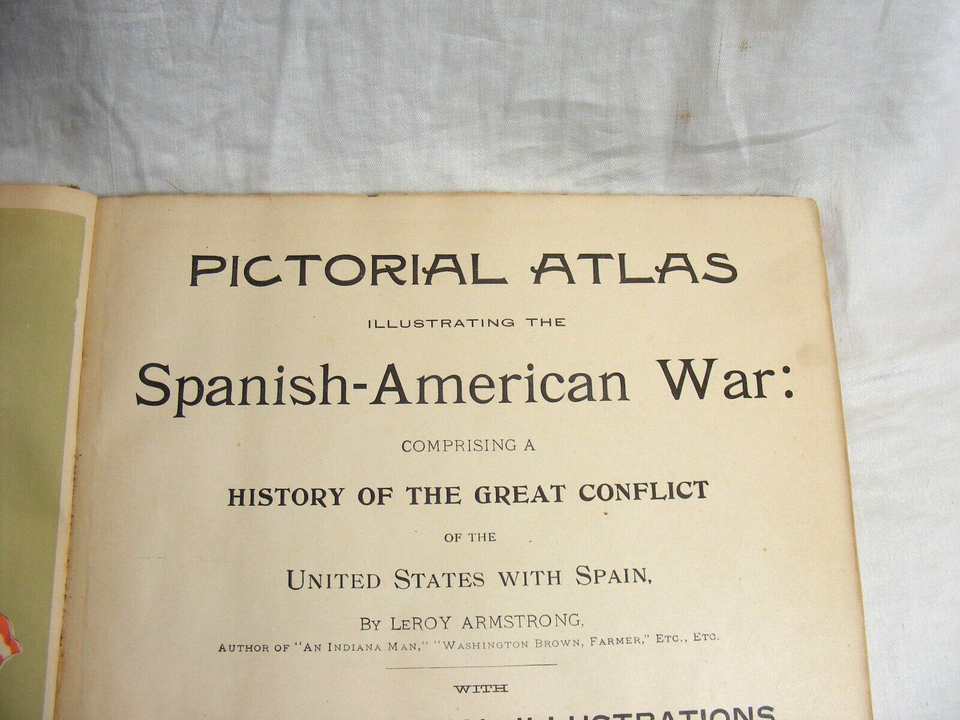 PICTORIAL ATLAS
ILLUSTRATING THE
Spanish-American War:
COMPRISING A
HISTORY OF THE GREAT CONFLICT
OF THE
UNITED STATES WITH SPAIN,
BY LEROY ARMSTRONG,
AUTHOR OF "AN INDIANA MAN," "WASHINGTON BROWN, FARMER," ETC., ETC.
WITH
ILLUSTRATIONS